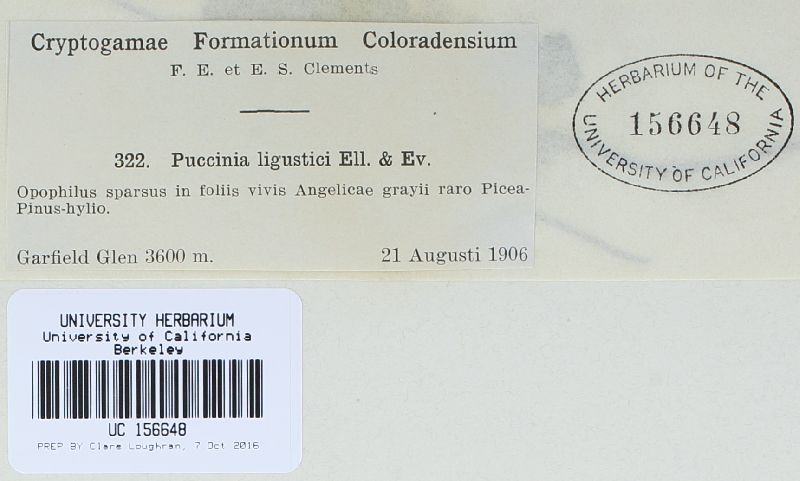 Cryptogamae Formationum Coloradensium
F. E. et E. S. Clements
322. Puccinia ligustici Ell. & Ev.
Opophilus sparsus in foliis vivis Angelicae grayii raro Picea-
Pinus-hylio.
Garfield Glen 3600 m. 21 Augusti 1906
HERBARIUM OF THE
156648
UNIVERSITY OF CALIFORNIA
UNIVERSITY HERBARIUM
University of California
Berkeley
UC 156648
PREP BY Clare Loughran, 7 Oct 2016